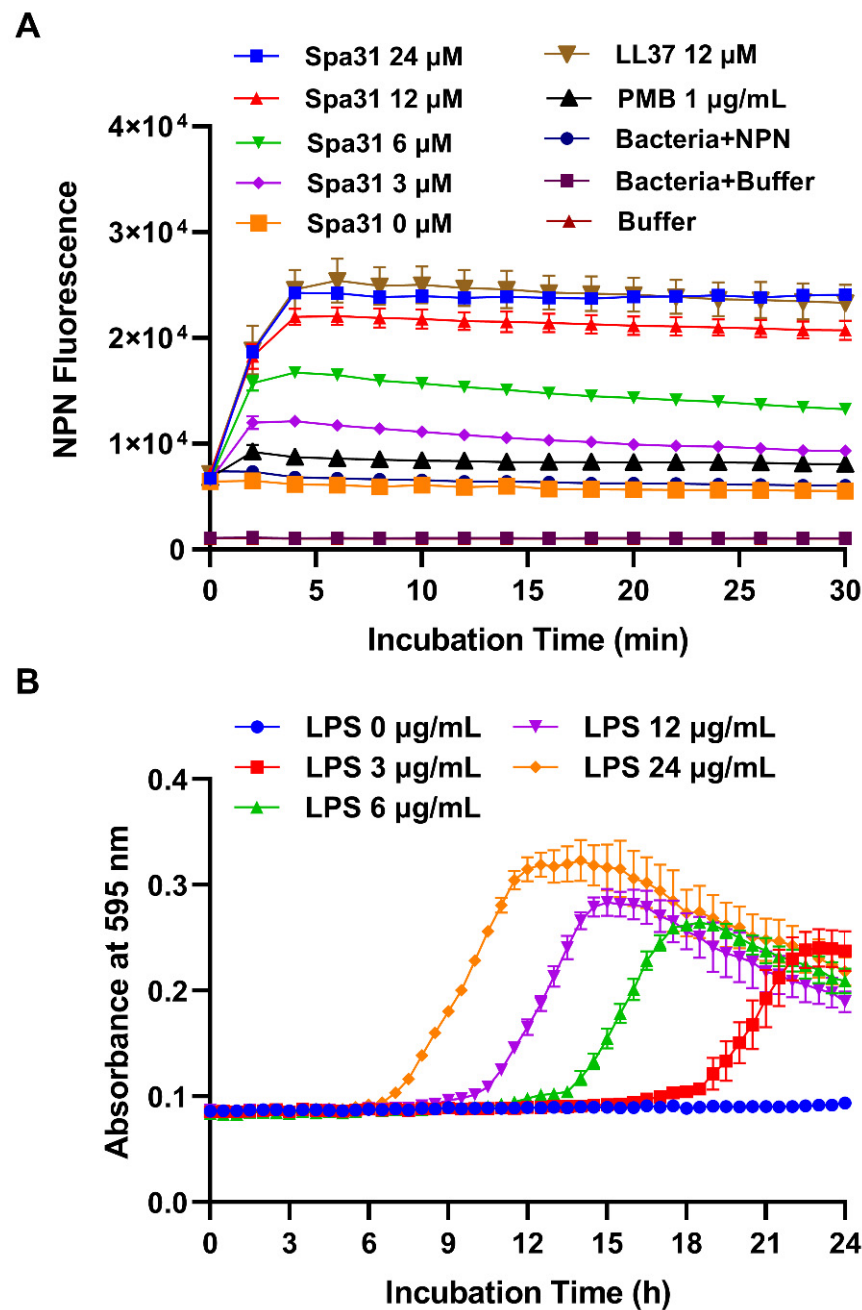 A
Spa31 24 µM
LL37 12 µM
Spa31 12 µM
PMB 1 µg/mL
Spa31 6 µM
Bacteria+NPN
Spa31 3 µM
Bacteria+Buffer
Spa31 0 µM
Buffer
4×10⁴
3×10⁴
2×10⁴
1×10⁴
0
NPN Fluorescence
0 5 10 15 20 25 30
Incubation Time (min)
B
LPS 0 µg/mL
LPS 12 µg/mL
LPS 3 µg/mL
LPS 24 µg/mL
LPS 6 µg/mL
0.4
0.3
0.2
0.1
0.0
Absorbance at 595 nm
0 3 6 9 12 15 18 21 24
Incubation Time (h)